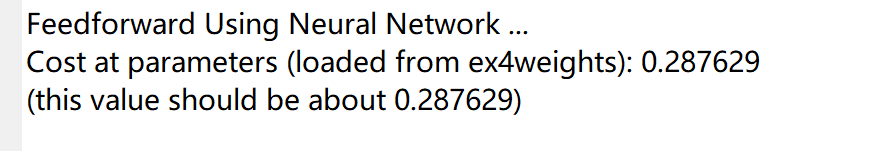 Feedforward Using Neural Network ...
Cost at parameters (loaded from ex4weights): 0.287629
(this value should be about 0.287629)